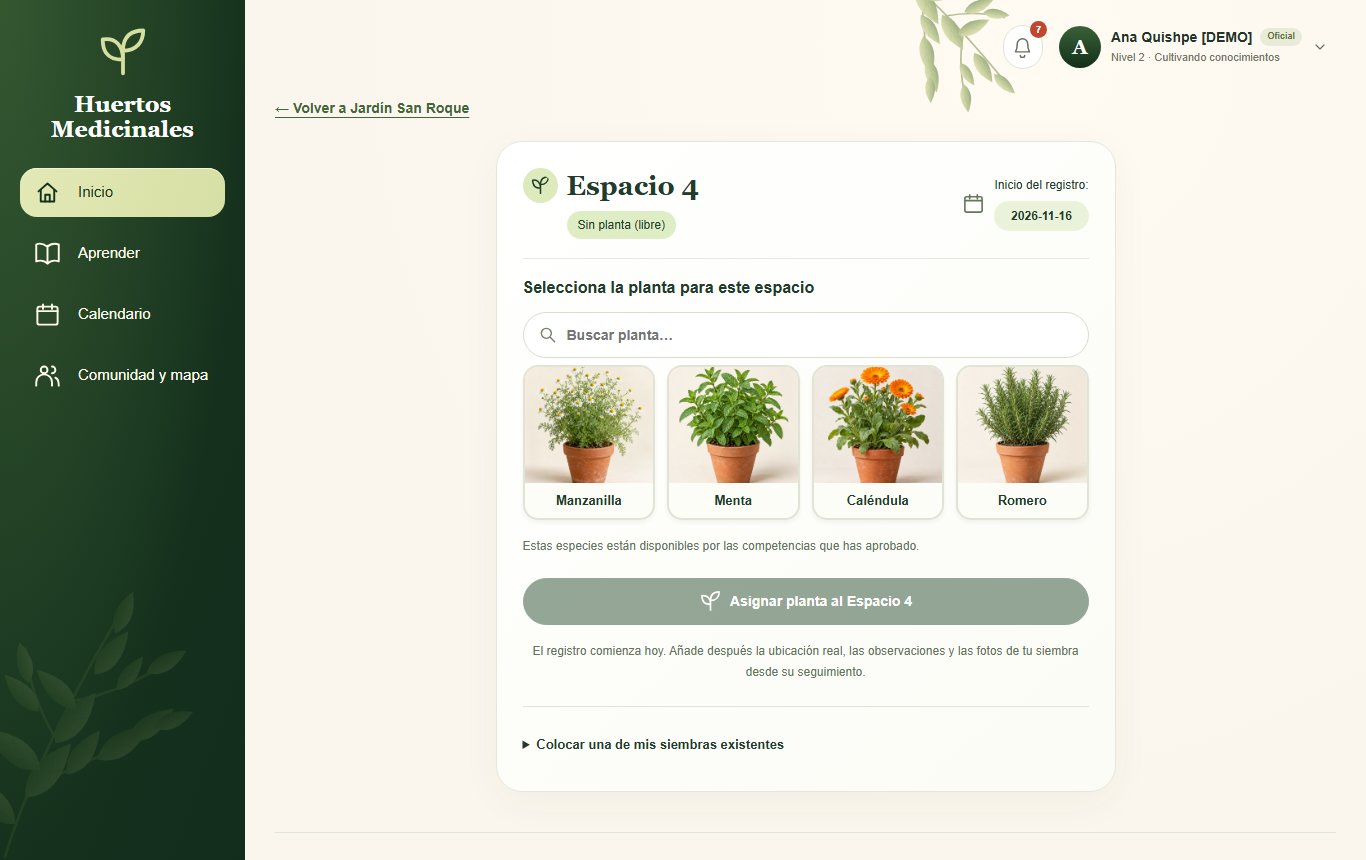 Huertos
Medicinales
Inicio
Aprender
Calendario
Comunidad y mapa
7
A
Ana Quishpe [DEMO]
Oficial
Nivel 2 · Cultivando conocimientos
← Volver a Jardín San Roque
Espacio 4
Sin planta (libre)
Inicio del registro:
2026-11-16
Selecciona la planta para este espacio
Buscar planta...
Manzanilla
Menta
Caléndula
Romero
Estas especies están disponibles por las competencias que has aprobado.
Asignar planta al Espacio 4
El registro comienza hoy. Añade después la ubicación real, las observaciones y las fotos de tu siembra
desde su seguimiento.
Colocar una de mis siembras existentes